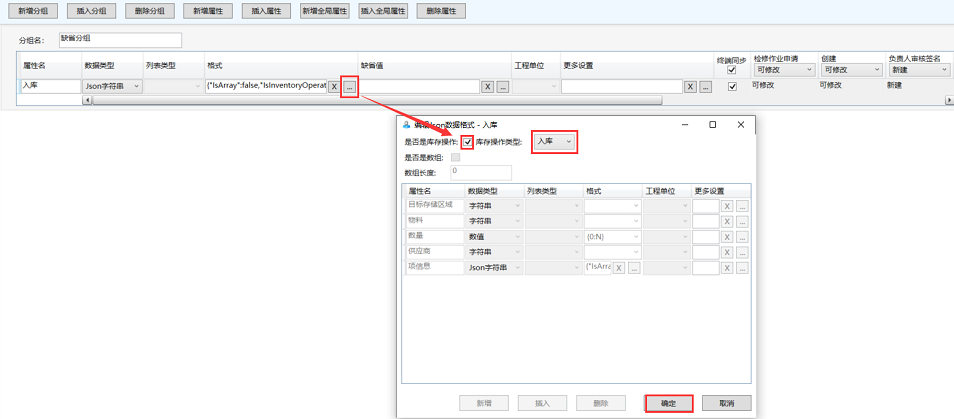 新增分组 插入分组 删除分组 新增属性 插入属性 新增全局属性 插入全局属性 删除属性
分组名: 缺省分组
属性名 数据类型 列表类型 格式 缺省值 工程单位 更多设置 终端同步 检修作业申请 创建 负责人审核签名
可修改 可修改 新建
入库 Json字符串 {"IsArray":false,"IsInventoryOperat X ... X ... X ... 可修改 可修改 新建
编辑Json数据格式 - 入库
是否是库存操作: 库存操作类型: 入库
是否是数组:
数组长度: 0
属性名 数据类型 列表类型 格式 工程单位 更多设置
目标存储区域 字符串 X ...
物料 字符串 X ...
数量 数值 {0:N} X ...
供应商 字符串 X ...
项信息 Json字符串 {"IsArra X ... X ...
新增 插入 删除 确定 取消